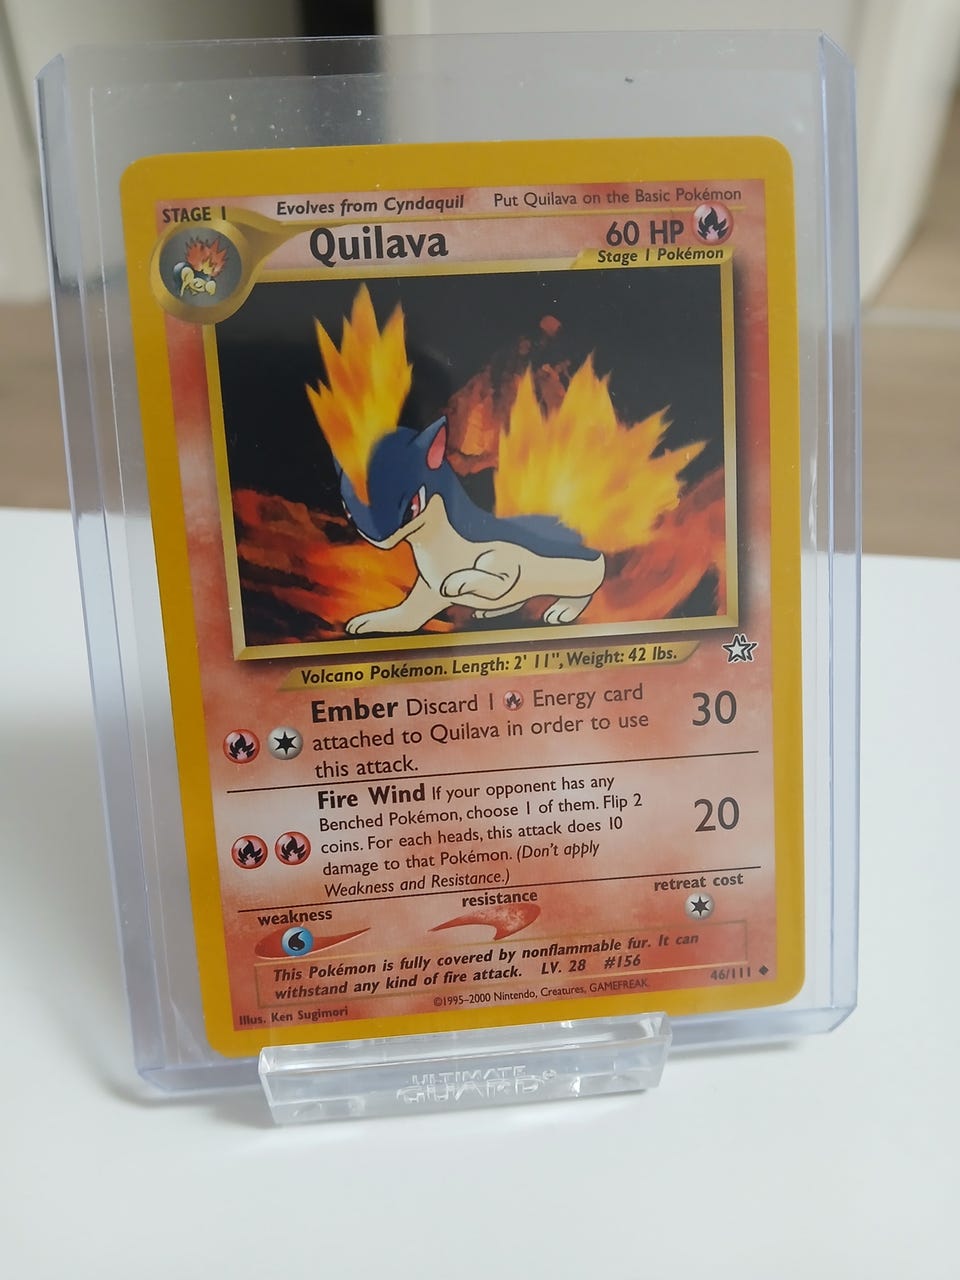 STAGE 1
Evolves from Cyndaquil
Put Quilava on the Basic Pokémon
Quilava
60 HP
Stage 1 Pokémon
Volcano Pokémon. Length: 2' 11", Weight: 42 lbs.
Ember Discard 1 Energy card
attached to Quilava in order to use
this attack.
30
Fire Wind If your opponent has any
Benched Pokémon, choose 1 of them. Flip 2
coins. For each heads, this attack does 10
damage to that Pokémon. (Don't apply
Weakness and Resistance.)
20
weakness
resistance
retreat cost
This Pokémon is fully covered by nonflammable fur. It can
withstand any kind of fire attack. LV. 28 #156
Illus. Ken Sugimori
©1995-2000 Nintendo, Creatures, GAMEFREAK.
46/111
ULTIMATE
GUARD®